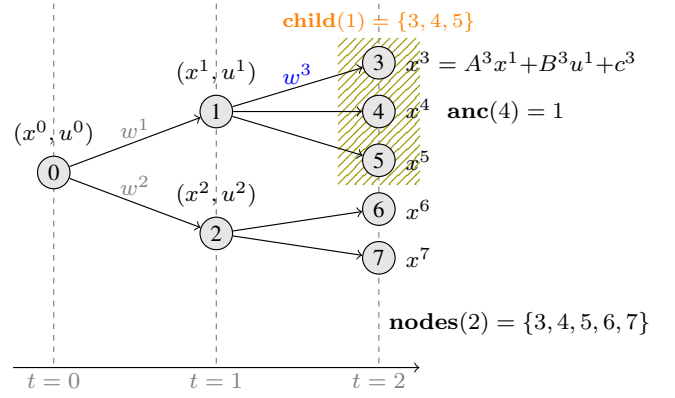 child(1) = {3, 4, 5}
3 x³ = A³x¹+B³u¹+c³
(x¹, u¹)
w³
1
4 x⁴ anc(4) = 1
(x⁰, u⁰)
w¹
5 x⁵
0
w²
(x², u²)
6 x⁶
2
7 x⁷
nodes(2) = {3, 4, 5, 6, 7}
t = 0 t = 1 t = 2